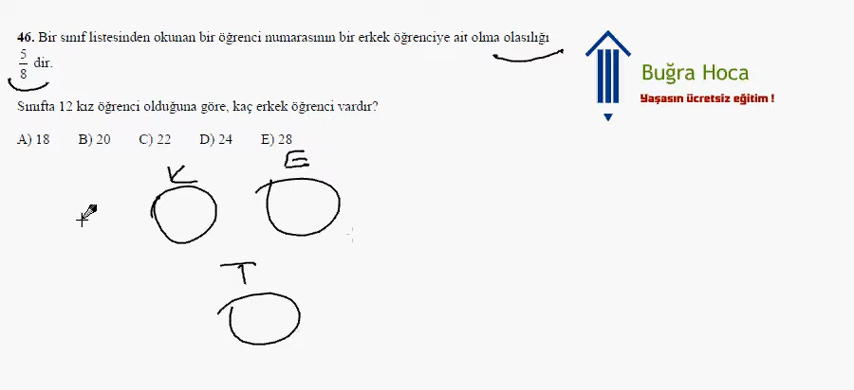 46. Bir sınıf listesinden okunan bir öğrenci numarasının bir erkek öğrenciye ait olma olasılığı
5/8 dir.
Sınıfta 12 kız öğrenci olduğuna göre, kaç erkek öğrenci vardır?
A) 18 B) 20 C) 22 D) 24 E) 28
K E
T
Buğra Hoca
Yaşasın ücretsiz eğitim !